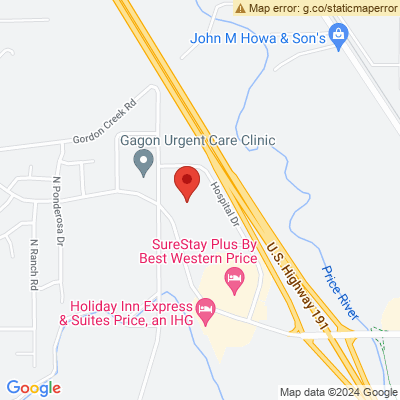 Map error: g.co/staticmaperror
John M Howa & Son's
Gordon Creek Rd
Gagon Urgent Care Clinic
Hospital Dr
N Ponderosa Dr
N Ranch Rd
SureStay Plus By
Best Western Price
U.S. Highway 191
Price River
Holiday Inn Express
& Suites Price, an IHG
Google
Map data ©2024 Google